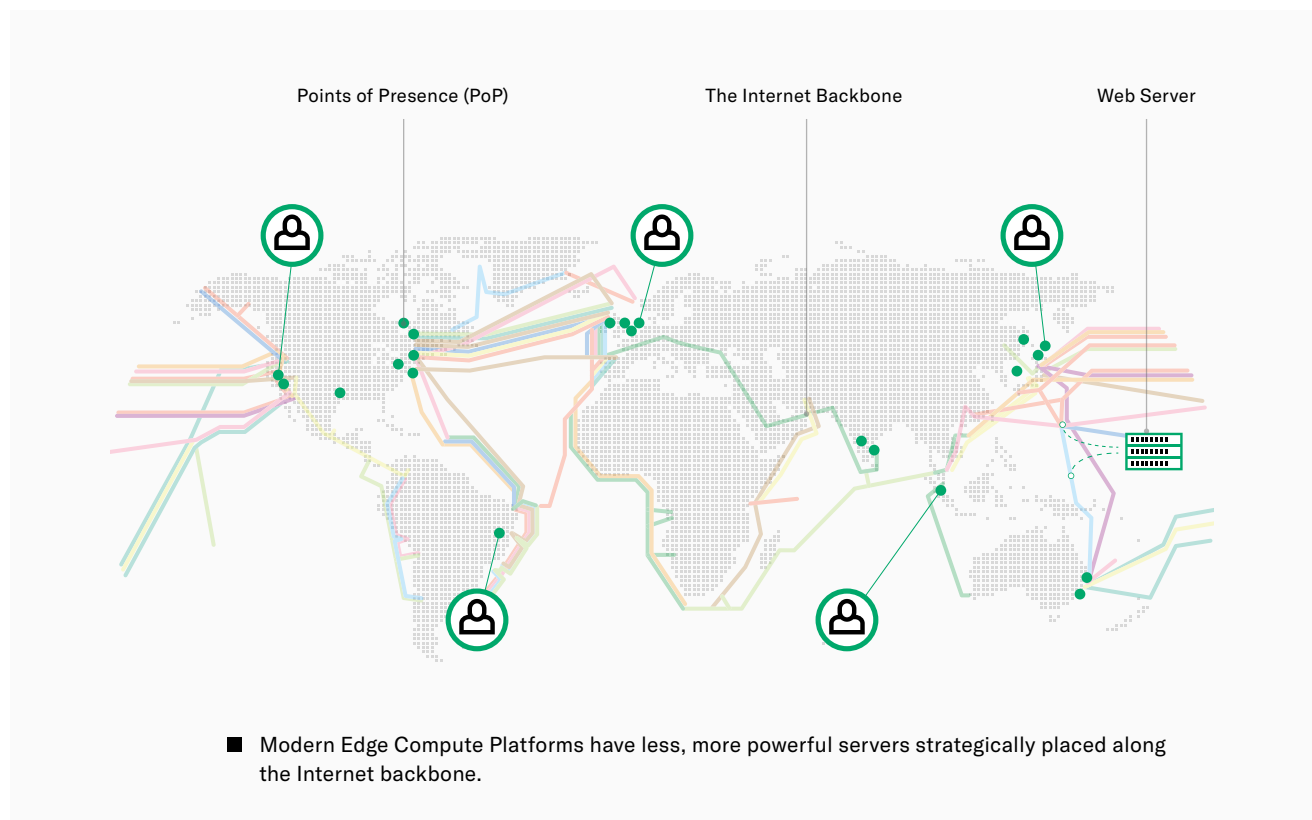 Points of Presence (PoP)
The Internet Backbone
Web Server
Modern Edge Compute Platforms have less, more powerful servers strategically placed along
the Internet backbone.